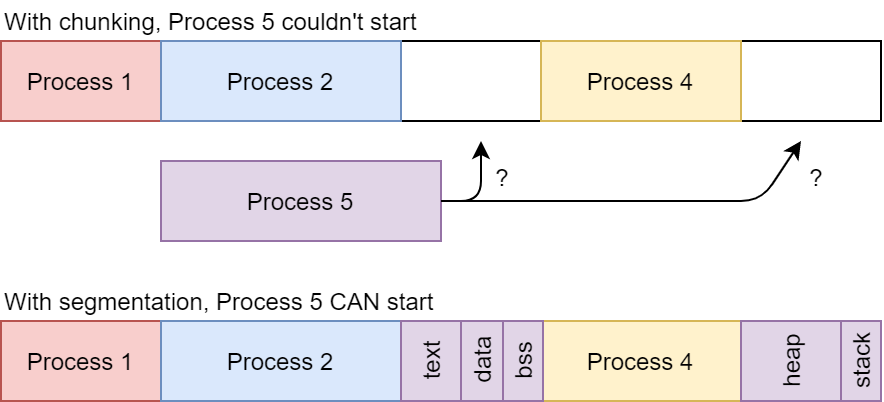 With chunking, Process 5 couldn't start
Process 1 Process 2 Process 4
? ?
Process 5
With segmentation, Process 5 CAN start
Process 1 Process 2 text data bss Process 4 heap stack